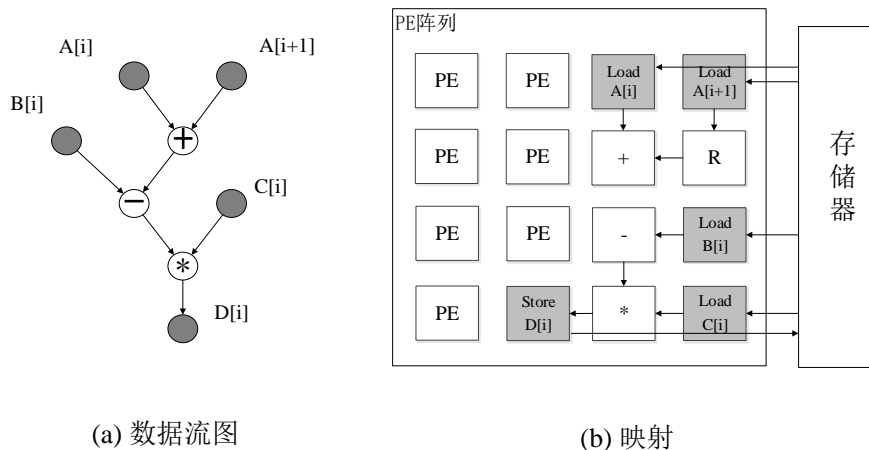 A[i]
A[i+1]
B[i]
+
−
C[i]
*
D[i]
(a) 数据流图
PE阵列
PE
PE
Load
A[i]
Load
A[i+1]
PE
PE
+
R
PE
PE
-
Load
B[i]
PE
Store
D[i]
*
Load
C[i]
存
储
器
(b) 映射